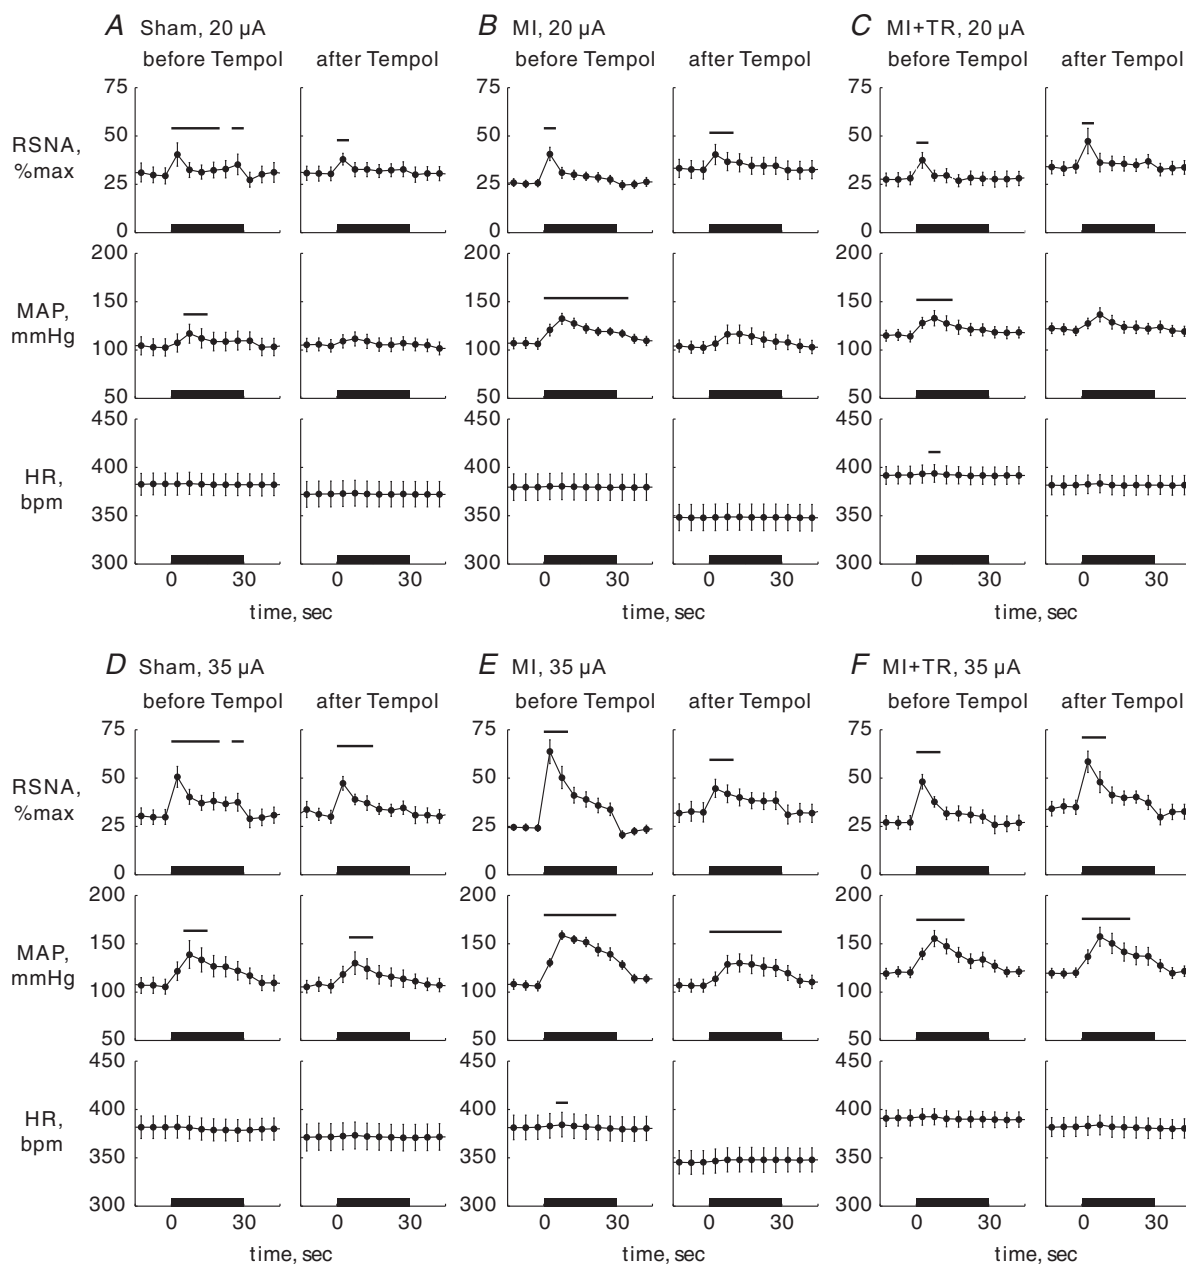 A Sham, 20 µA B MI, 20 µA C MI+TR, 20 µA
before Tempol after Tempol before Tempol after Tempol before Tempol after Tempol
RSNA, %max
75
50
25
0
MAP, mmHg
200
150
100
50
HR, bpm
450
400
350
300
0 30 0 30 0 30 0 30 0 30 0 30
time, sec time, sec time, sec
D Sham, 35 µA E MI, 35 µA F MI+TR, 35 µA
before Tempol after Tempol before Tempol after Tempol before Tempol after Tempol
RSNA, %max
75
50
25
0
MAP, mmHg
200
150
100
50
HR, bpm
450
400
350
300
0 30 0 30 0 30 0 30 0 30 0 30
time, sec time, sec time, sec